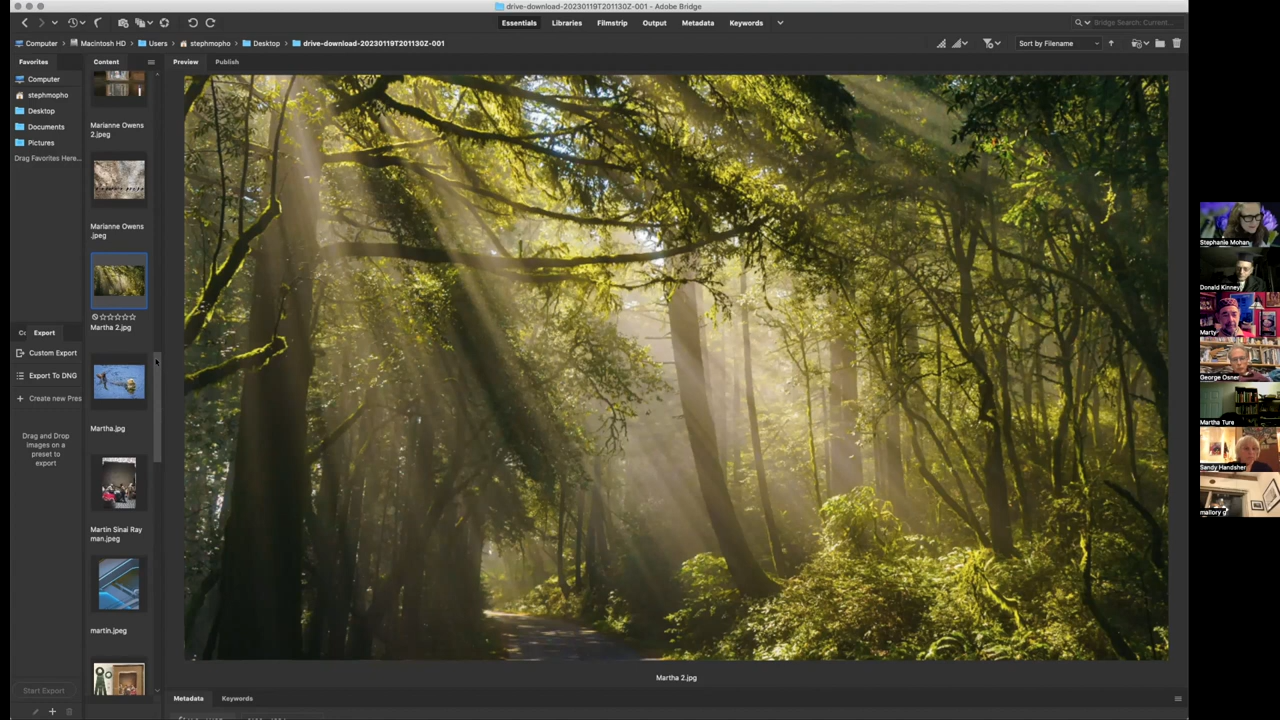 drive-download-20230119T201130Z-001 - Adobe Bridge
Essentials
Libraries
Filmstrip
Output
Metadata
Keywords
Bridge Search: Current...
Computer
Macintosh HD
Users
stephmopho
Desktop
drive-download-20230119T201130Z-001
Sort by Filename
Favorites
Computer
stephmopho
Desktop
Documents
Pictures
Drag Favorites Here...
Export
Custom Export
Export To DNG
Create new Pres
Drag and Drop
images on a
preset to
export
Start Export
Content
Marianne Owens
2.jpeg
Marianne Owens
.jpeg
Martha 2.jpg
Martha.jpg
Martin Sinai Ray
man.jpeg
martin.jpeg
Preview
Publish
Martha 2.jpg
Metadata
Keywords
Stephanie Mohan
Donald Kinney
Marty
George Osner
Martha Ture
Sandy Handsher
mallory g